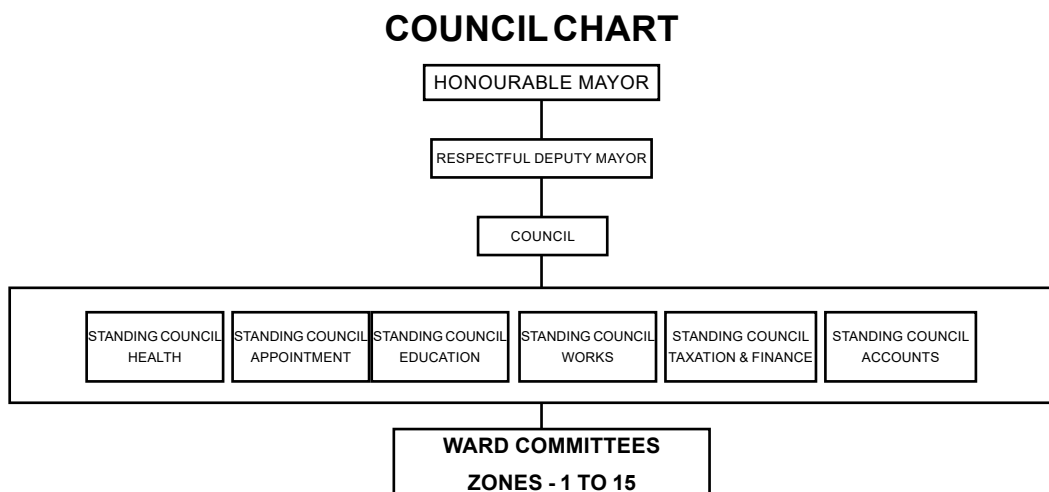 COUNCIL CHART
HONOURABLE MAYOR
RESPECTFUL DEPUTY MAYOR
COUNCIL
STANDING COUNCIL
HEALTH
STANDING COUNCIL
APPOINTMENT
STANDING COUNCIL
EDUCATION
STANDING COUNCIL
WORKS
STANDING COUNCIL
TAXATION & FINANCE
STANDING COUNCIL
ACCOUNTS
WARD COMMITTEES
ZONES - 1 TO 15